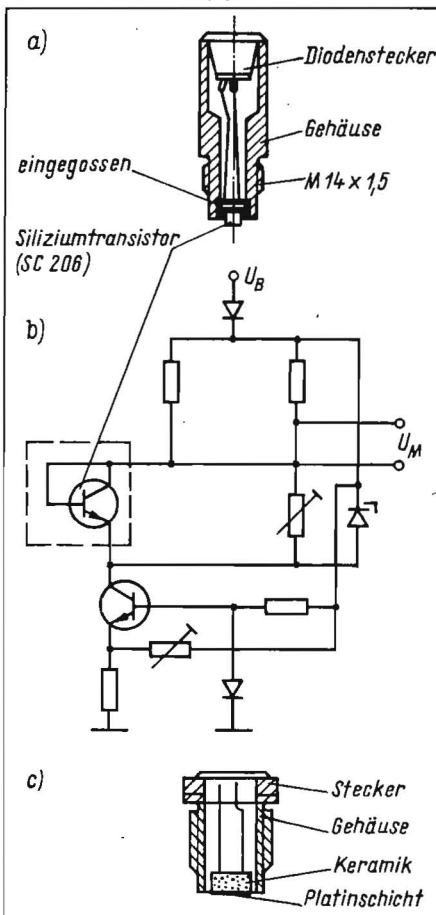 a)
Diodenstecker
Gehäuse
eingegossen
M 14 x 1,5
Siliziumtransistor
(SC 206)
U_B
b)
U_M
c)
Stecker
Gehäuse
Keramik
Platinschicht